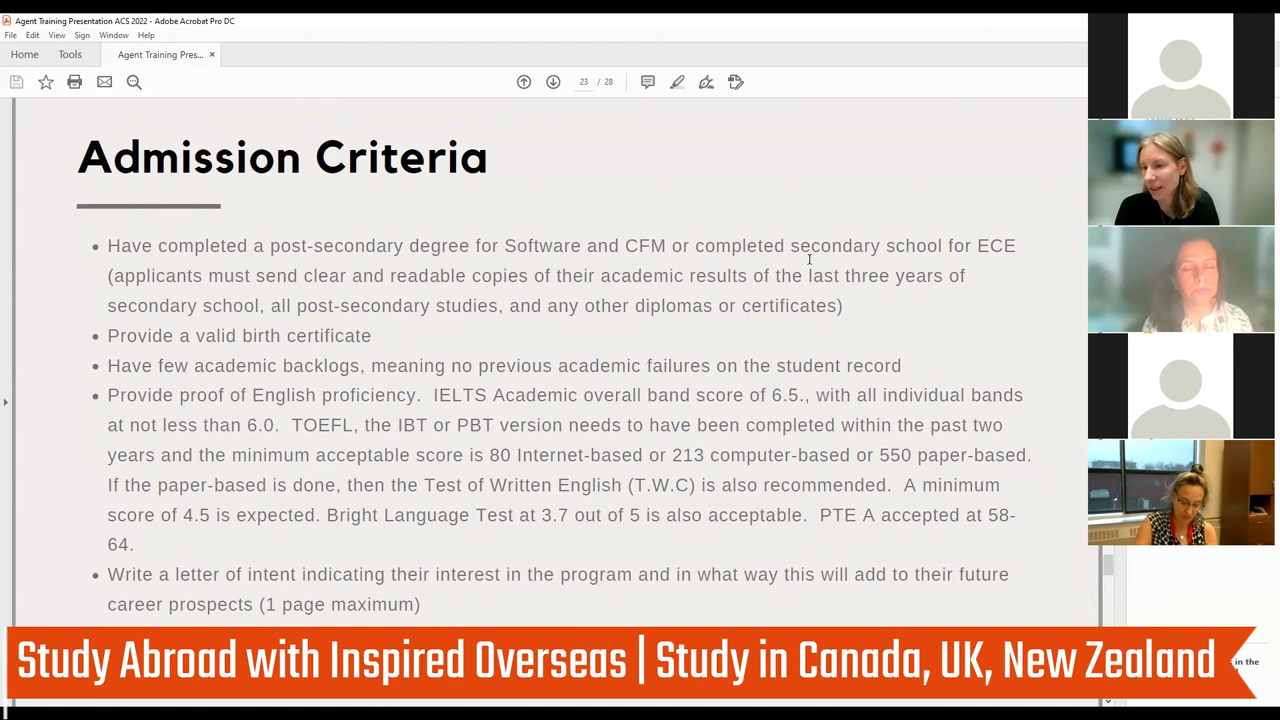 Agent Training Presentation ACS 2022 - Adobe Acrobat Pro DC
File Edit View Sign Window Help
Home Tools Agent Training Pres... ×
23 / 28
Admission Criteria
• Have completed a post-secondary degree for Software and CFM or completed secondary school for ECE
(applicants must send clear and readable copies of their academic results of the last three years of
secondary school, all post-secondary studies, and any other diplomas or certificates)
• Provide a valid birth certificate
• Have few academic backlogs, meaning no previous academic failures on the student record
• Provide proof of English proficiency. IELTS Academic overall band score of 6.5., with all individual bands
at not less than 6.0. TOEFL, the IBT or PBT version needs to have been completed within the past two
years and the minimum acceptable score is 80 Internet-based or 213 computer-based or 550 paper-based.
If the paper-based is done, then the Test of Written English (T.W.C) is also recommended. A minimum
score of 4.5 is expected. Bright Language Test at 3.7 out of 5 is also acceptable. PTE A accepted at 58-
64.
• Write a letter of intent indicating their interest in the program and in what way this will add to their future
career prospects (1 page maximum)
Study Abroad with Inspired Overseas | Study in Canada, UK, New Zealand
in the